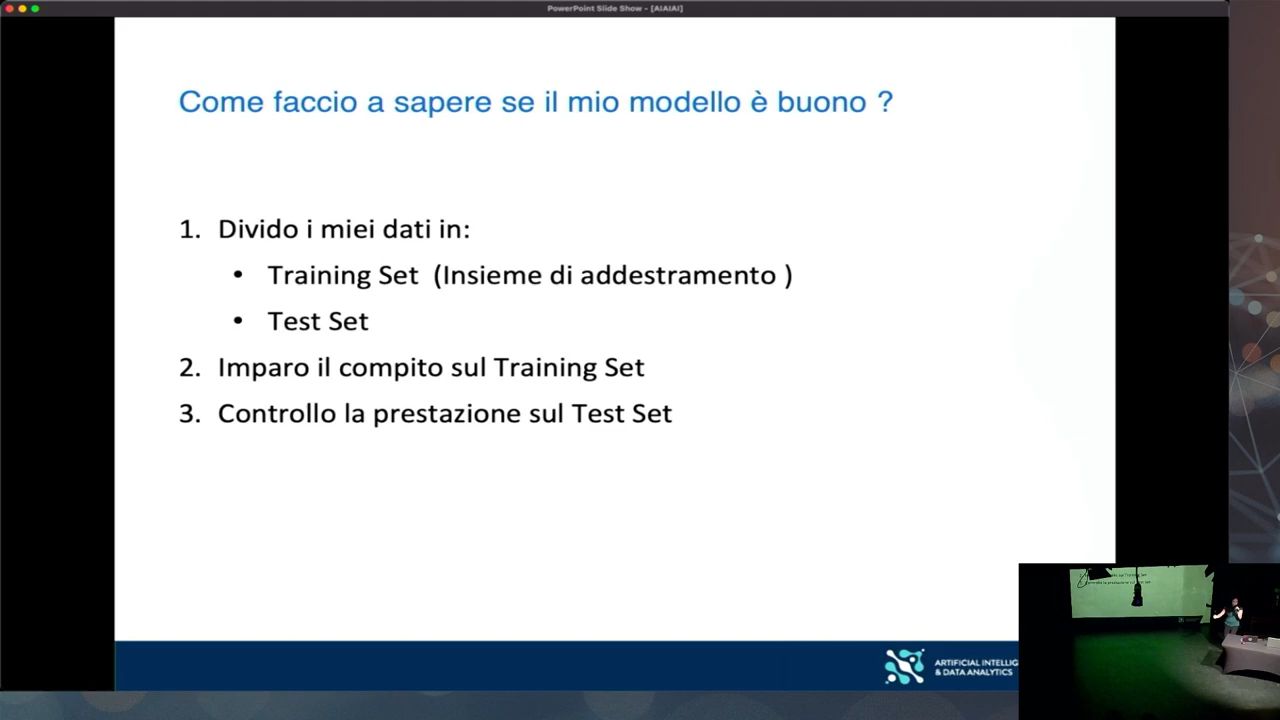 PowerPoint Slide Show - [AIAIAI]
Come faccio a sapere se il mio modello è buono ?
1. Divido i miei dati in:
• Training Set (Insieme di addestramento )
• Test Set
2. Imparo il compito sul Training Set
3. Controllo la prestazione sul Test Set
ARTIFICIAL INTELLIG
& DATA ANALYTICS